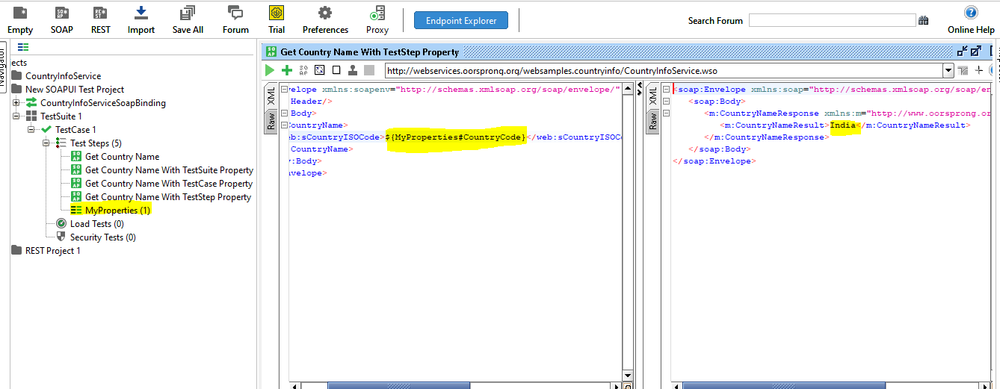 Empty SOAP REST Import Save All Forum Trial Preferences Proxy Endpoint Explorer Search Forum Online Help
Navigator
ects
CountryInfoService
New SOAPUI Test Project
CountryInfoServiceSoapBinding
TestSuite 1
TestCase 1
Test Steps (5)
Get Country Name
Get Country Name With TestSuite Property
Get Country Name With TestCase Property
Get Country Name With TestStep Property
MyProperties (1)
Load Tests (0)
Security Tests (0)
REST Project 1
Get Country Name With TestStep Property
http://webservices.oorsprong.org/websamples.countryinfo/CountryInfoService.wso
XML
Raw
velope xmlns:soapenv="http://schemas.xmlsoap.org/soap/envelope/"
Header/>
Body>
CountryName>
eb:sCountryISOCode>${MyProperties#CountryCode}</web:sCountryISOC
CountryName>
v:Body>
nvelope>
XML
Raw
<soap:Envelope xmlns:soap="http://schemas.xmlsoap.org/soap/en
<soap:Body>
<m:CountryNameResponse xmlns:m="http://www.oorsprong.or
<m:CountryNameResult>India</m:CountryNameResult>
</m:CountryNameResponse>
</soap:Body>
</soap:Envelope>